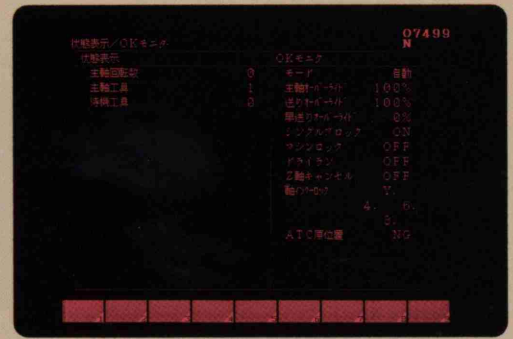 07499
N
状態表示/OKモニタ
状態表示
主軸回転数 0
主軸工具 1
待機工具 0
OKモニタ
モード 自動
主軸オーバーライド 100%
送りオーバーライド 100%
早送りオーバーライド 0%
シングルブロック ON
マシンロック OFF
ドライラン OFF
Z軸キャンセル OFF
軸インターロック Y.
4. 6.
ATC原位置 NG